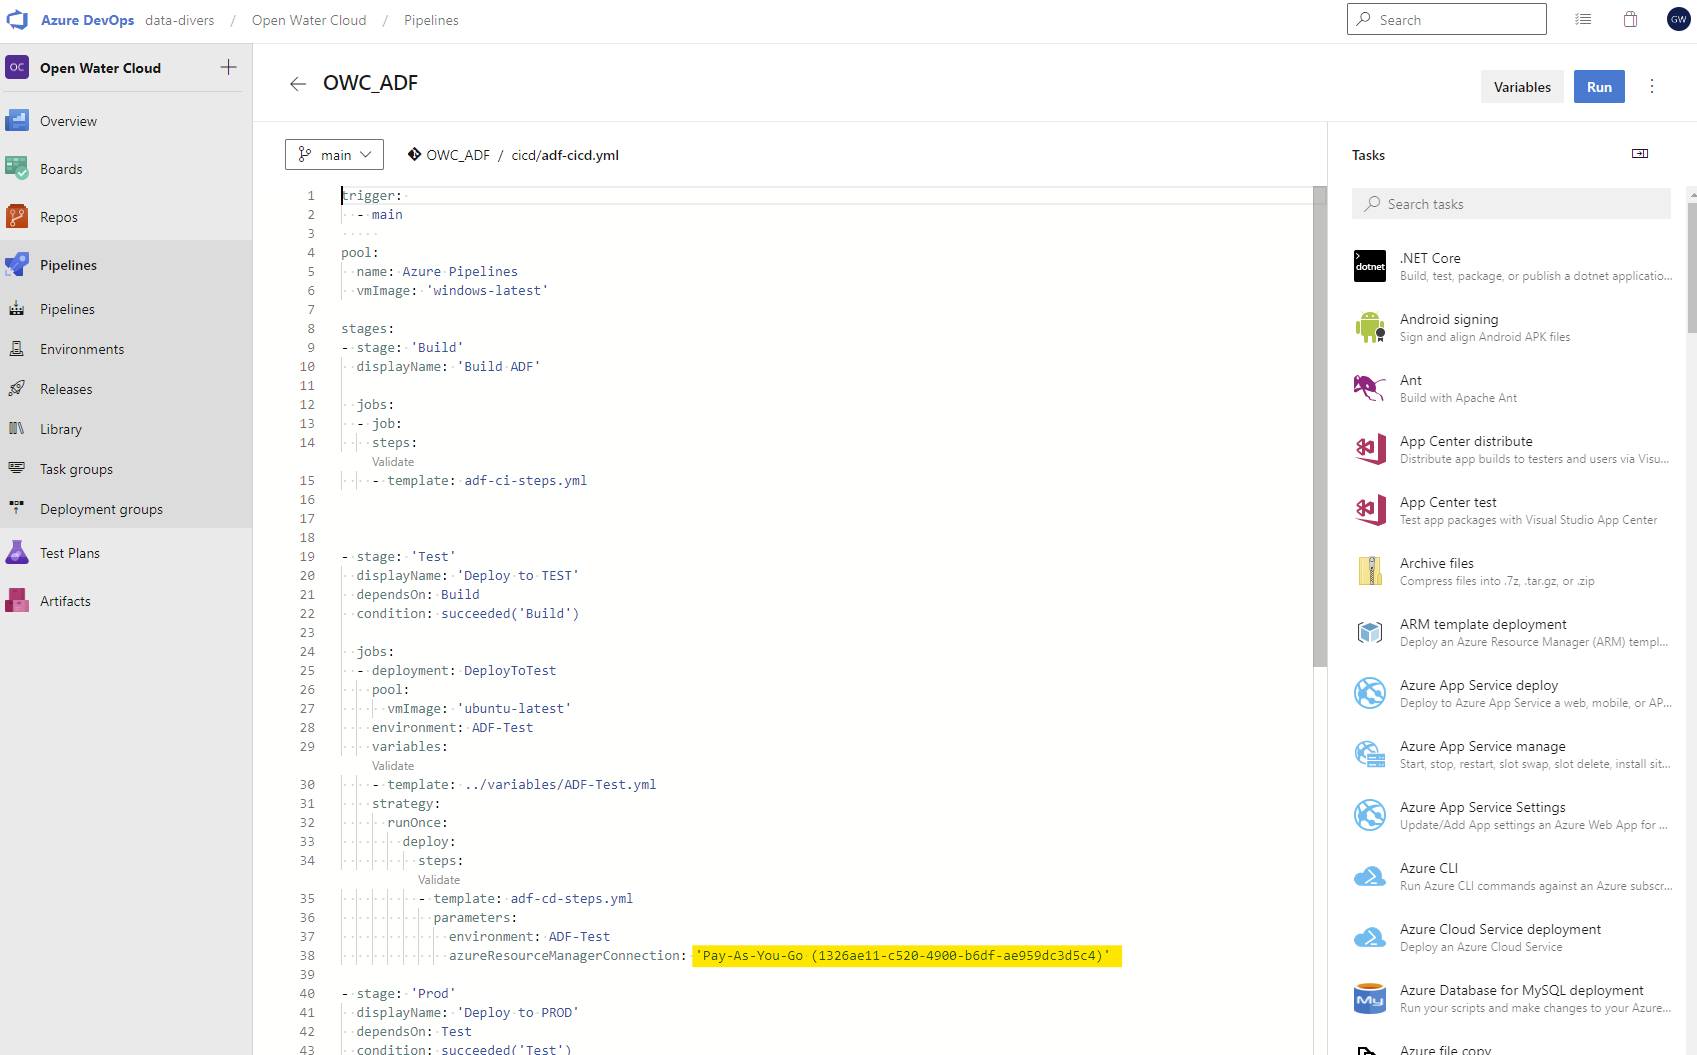 Azure DevOps data-divers / Open Water Cloud / Pipelines
Search
GW
OC Open Water Cloud
Overview
Boards
Repos
Pipelines
Pipelines
Environments
Releases
Library
Task groups
Deployment groups
Test Plans
Artifacts
OWC_ADF
Variables
Run
main
OWC_ADF / cicd/adf-cicd.yml
1 trigger:
2 - main
3
4 pool:
5 name: Azure Pipelines
6 vmImage: 'windows-latest'
7
8 stages:
9 - stage: 'Build'
10 displayName: 'Build ADF'
11
12 jobs:
13 - job:
14 steps:
Validate
15 - template: adf-ci-steps.yml
16
17
18
19 - stage: 'Test'
20 displayName: 'Deploy to TEST'
21 dependsOn: Build
22 condition: succeeded('Build')
23
24 jobs:
25 - deployment: DeployToTest
26 pool:
27 vmImage: 'ubuntu-latest'
28 environment: ADF-Test
29 variables:
Validate
30 - template: ../variables/ADF-Test.yml
31 strategy:
32 runOnce:
33 deploy:
34 steps:
Validate
35 - template: adf-cd-steps.yml
36 parameters:
37 environment: ADF-Test
38 azureResourceManagerConnection: 'Pay-As-You-Go (1326ae11-c520-4900-b6df-ae959dc3d5c4)'
39
40 - stage: 'Prod'
41 displayName: 'Deploy to PROD'
42 dependsOn: Test
43 condition: succeeded('Test')
Tasks
Search tasks
dotnet
.NET Core
Build, test, package, or publish a dotnet applicatio...
Android signing
Sign and align Android APK files
Ant
Build with Apache Ant
App Center distribute
Distribute app builds to testers and users via Visu...
App Center test
Test app packages with Visual Studio App Center
Archive files
Compress files into .7z, .tar.gz, or .zip
ARM template deployment
Deploy an Azure Resource Manager (ARM) templ...
Azure App Service deploy
Deploy to Azure App Service a web, mobile, or AP...
Azure App Service manage
Start, stop, restart, slot swap, slot delete, install sit...
Azure App Service Settings
Update/Add App settings an Azure Web App for ...
Azure CLI
Run Azure CLI commands against an Azure subscr...
Azure Cloud Service deployment
Deploy an Azure Cloud Service
My
Azure Database for MySQL deployment
Run your scripts and make changes to your Azure...
Azure file copy